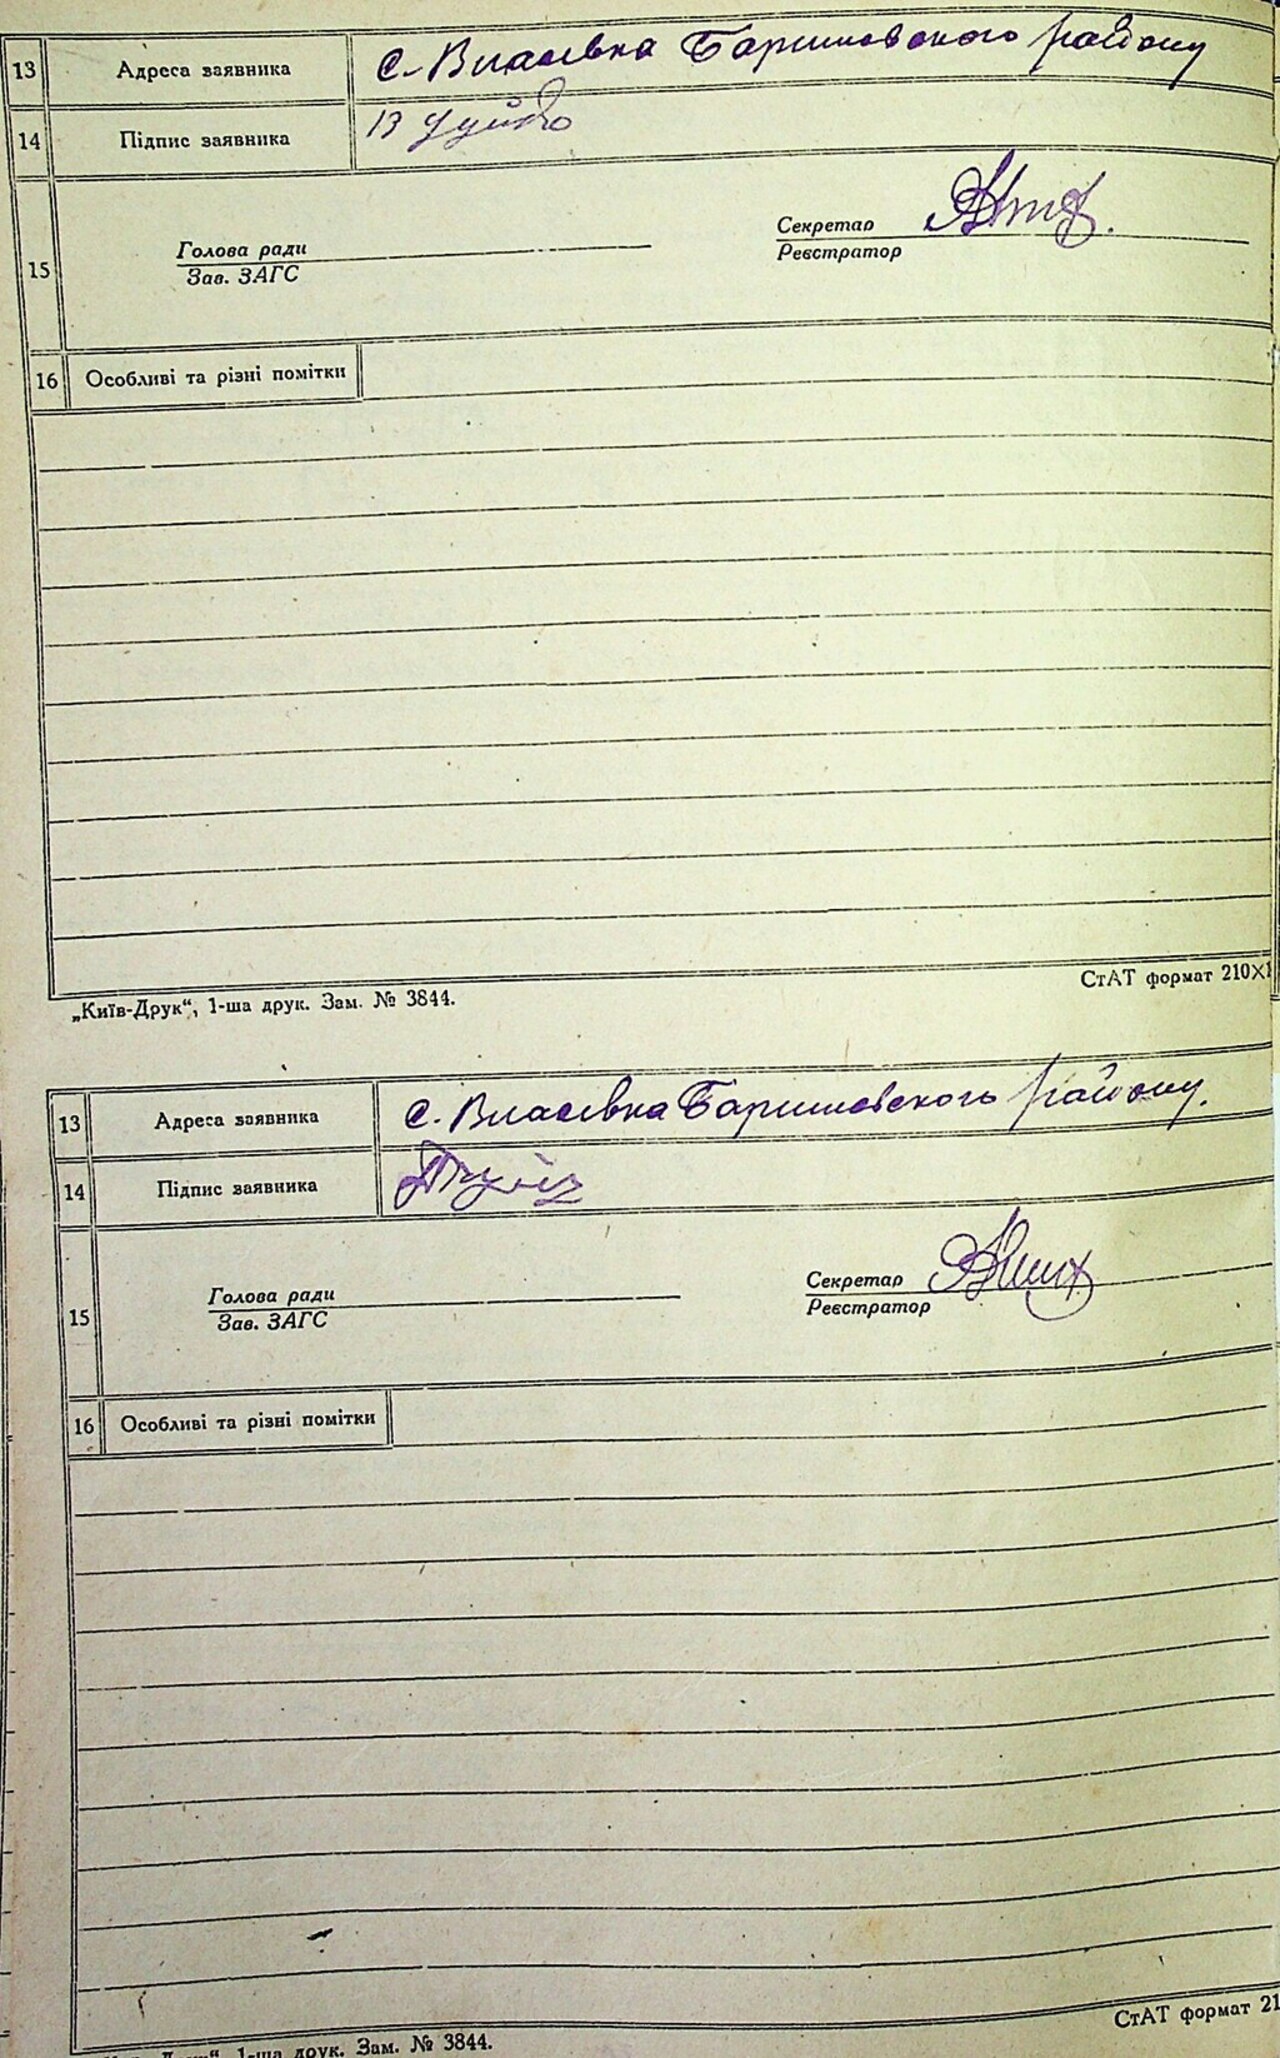 13 Адреса заявника с. Власівка Баришовского району
14 Підпис заявника
15 Голова ради Секретар
Зав. ЗАГС Реєстратор
16 Особливі та різні помітки
„Київ-Друк“, 1-ша друк. Зам. № 3844. СтАТ формат 210X1
13 Адреса заявника с. Власівка Баришовского району.
14 Підпис заявника
15 Голова ради Секретар
Зав. ЗАГС Реєстратор
16 Особливі та різні помітки
1-ша друк. Зам. № 3844. СтАТ формат 21